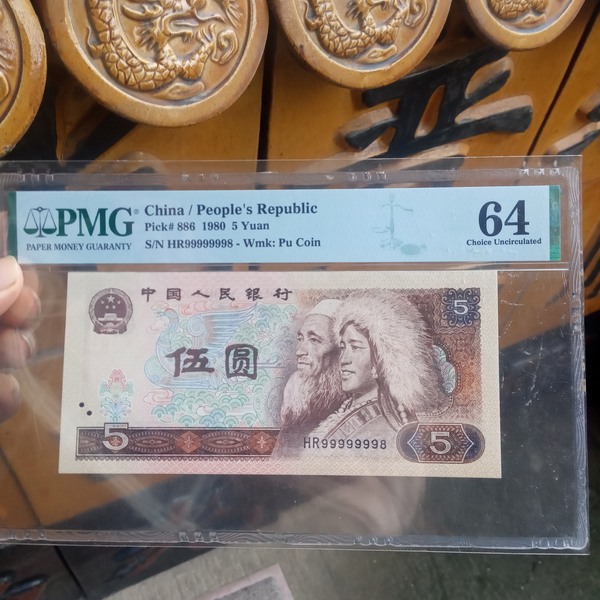 PMG
PAPER MONEY GUARANTY
China / People's Republic
Pick# 886 1980 5 Yuan
S/N HR99999998 - Wmk: Pu Coin
64
Choice Uncirculated
中国人民银行
5
伍圆
5
HR99999998
5